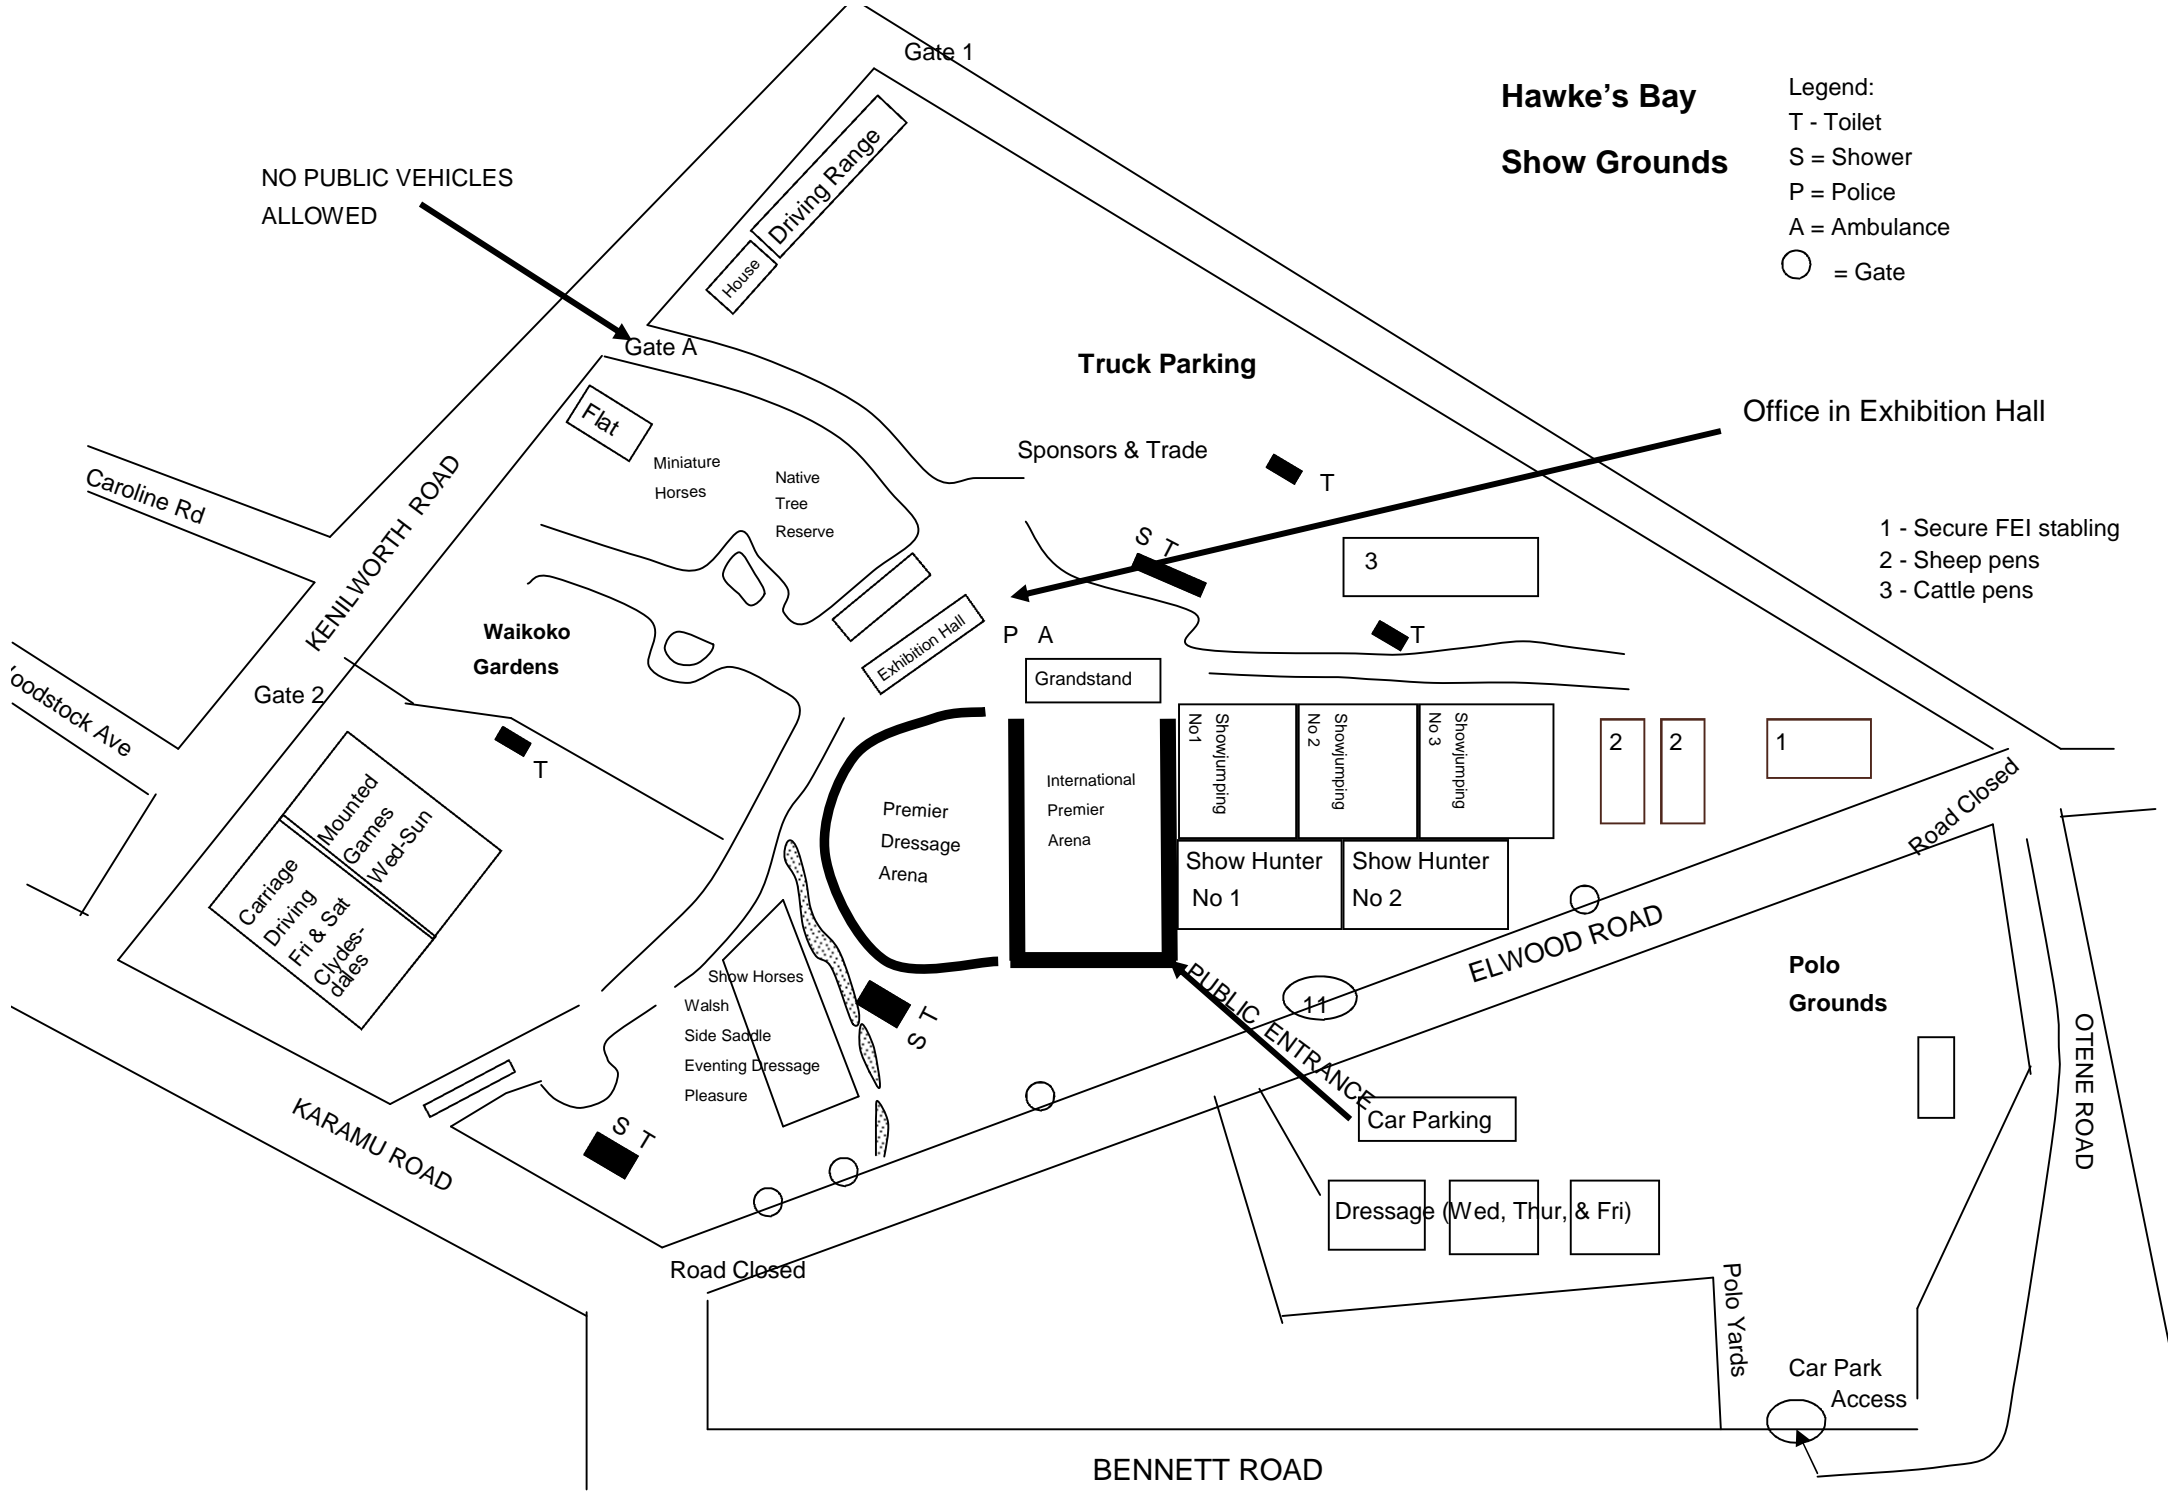 Gate 1
Hawke's Bay
Show Grounds
Legend:
T - Toilet
S = Shower
P = Police
A = Ambulance
= Gate
NO PUBLIC VEHICLES
ALLOWED
Driving Range
House
Gate A
Truck Parking
Office in Exhibition Hall
Flat
Sponsors & Trade
Miniature
Horses
Native
Tree
Reserve
T
Caroline Rd
KENILWORTH ROAD
S T
3
1 - Secure FEI stabling
2 - Sheep pens
3 - Cattle pens
Waikoko
Gardens
Exhibition Hall
P A
T
Grandstand
Gate 2
oodstock Ave
T
Showjumping
No1
Showjumping
No 2
Showjumping
No 3
2
2
1
Mounted
Games
Wed-Sun
Carriage
Driving
Fri & Sat
Clydes-
dales
Premier
Dressage
Arena
International
Premier
Arena
Show Hunter
No 1
Show Hunter
No 2
Road Closed
ELWOOD ROAD
Polo
Grounds
Show Horses
Walsh
Side Saddle
Eventing Dressage
Pleasure
S T
PUBLIC ENTRANCE
11
OTENE ROAD
KARAMU ROAD
S T
Car Parking
Dressage (Wed, Thur, & Fri)
Road Closed
Polo Yards
Car Park
Access
BENNETT ROAD